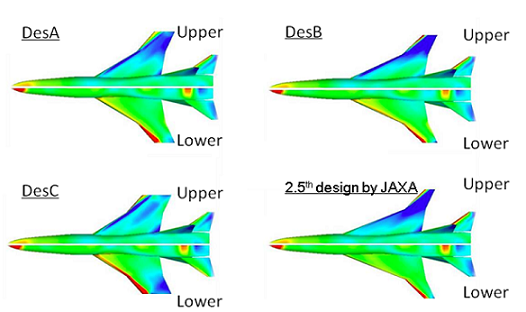 DesA
Upper
Lower
DesB
Upper
Lower
DesC
Upper
Lower
2.5th design by JAXA
Upper
Lower